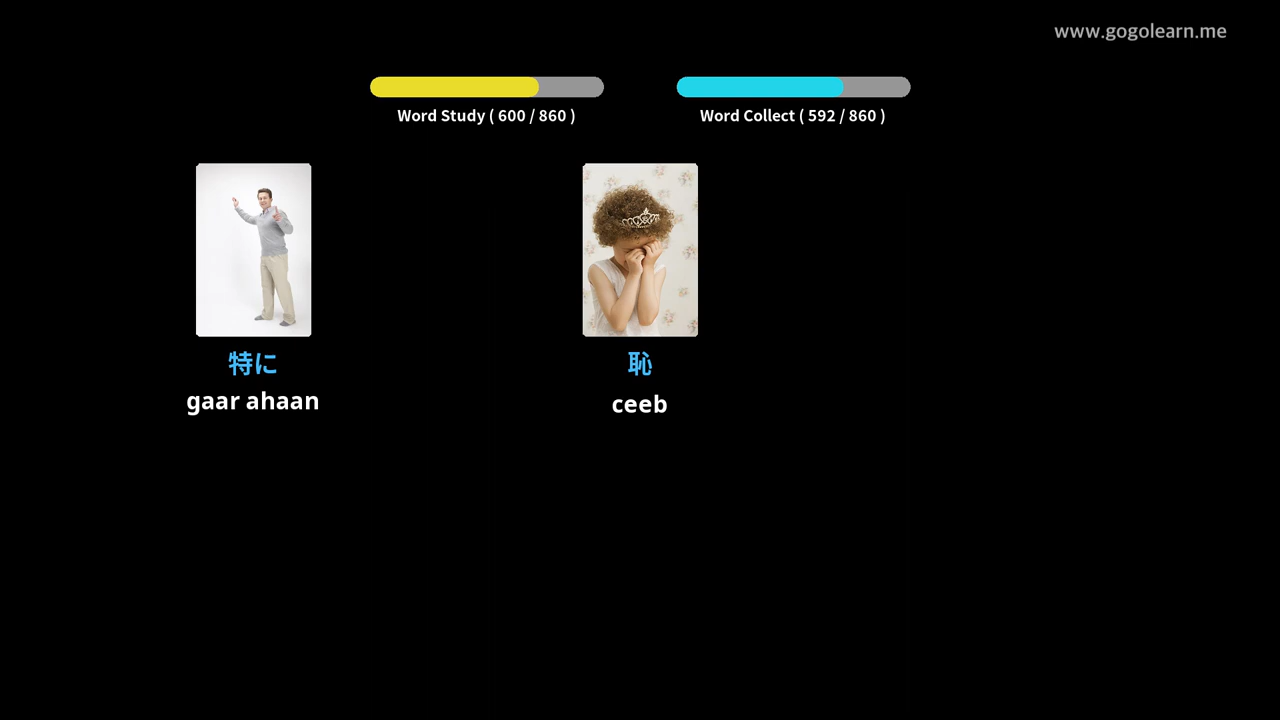 www.gogolearn.me
Word Study ( 600 / 860 )
Word Collect ( 592 / 860 )
特に
gaar ahaan
恥
ceeb